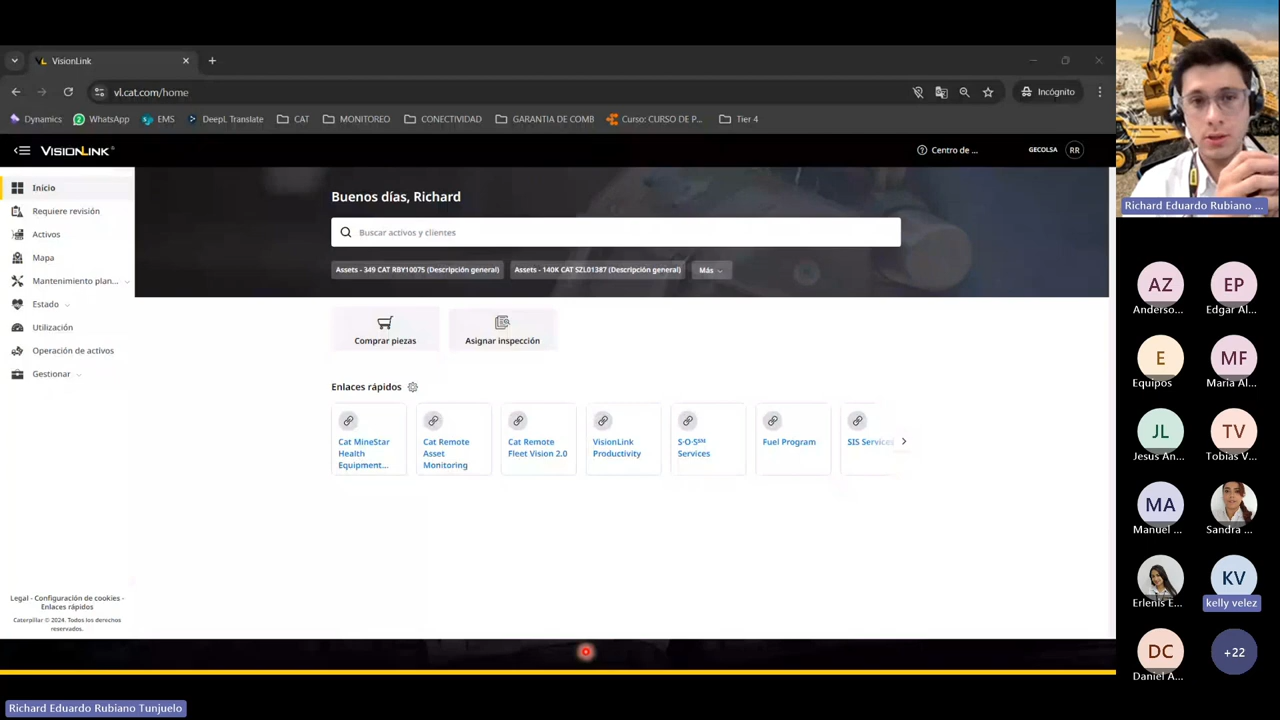 VisionLink
vl.cat.com/home
Incógnito
Dynamics
WhatsApp
EMS
DeepL Translate
CAT
MONITOREO
CONECTIVIDAD
GARANTIA DE COMB
Curso: CURSO DE P...
Tier 4
VISIONLINK®
Centro de ...
GECOLSA
RR
Inicio
Requiere revisión
Activos
Mapa
Mantenimiento plan...
Estado
Utilización
Operación de activos
Gestionar
Legal - Configuración de cookies -
Enlaces rápidos
Caterpillar © 2024. Todos los derechos
reservados.
Buenos días, Richard
Buscar activos y clientes
Assets - 349 CAT RBY10075 (Descripción general)
Assets - 140K CAT SZL01387 (Descripción general)
Más
Comprar piezas
Asignar inspección
Enlaces rápidos
Cat MineStar
Health
Equipment...
Cat Remote
Asset
Monitoring
Cat Remote
Fleet Vision 2.0
VisionLink
Productivity
S·O·S℠
Services
Fuel Program
SIS Services
Richard Eduardo Rubiano ...
AZ
Anderso...
EP
Edgar Al...
E
Equipos
MF
Maria Al...
JL
Jesus An...
TV
Tobias V...
MA
Manuel ...
Sandra ...
Erlenis E...
KV
kelly velez
DC
Daniel A...
+22
Richard Eduardo Rubiano Tunjuelo